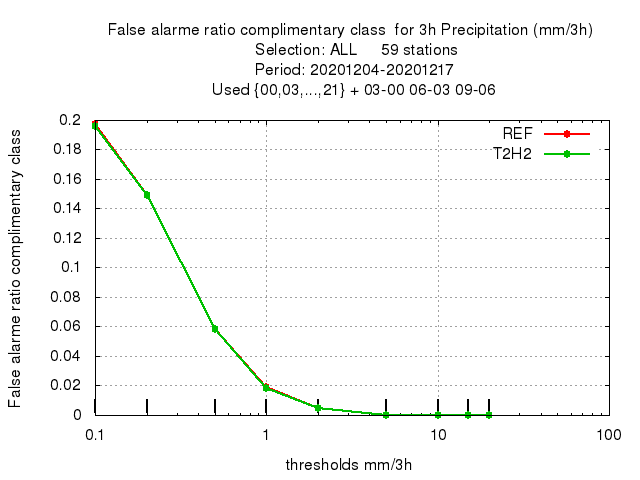 False alarme ratio complimentary class  for 3h Precipitation (mm/3h)
Selection: ALL     59 stations
Period: 20201204-20201217
Used {00,03,...,21} + 03-00 06-03 09-06
False alarme ratio complimentary class
0.2
0.18
0.16
0.14
0.12
0.1
0.08
0.06
0.04
0.02
0
REF
T2H2
0.1
1
10
100
thresholds mm/3h